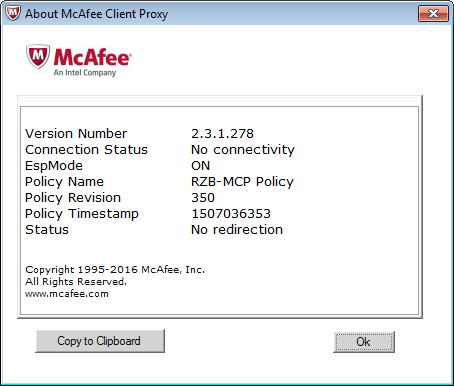 About McAfee Client Proxy
McAfee
An Intel Company
Version Number 2.3.1.278
Connection Status No connectivity
EspMode ON
Policy Name RZB-MCP Policy
Policy Revision 350
Policy Timestamp 1507036353
Status No redirection
Copyright 1995-2016 McAfee, Inc.
All Rights Reserved.
www.mcafee.com
Copy to Clipboard Ok